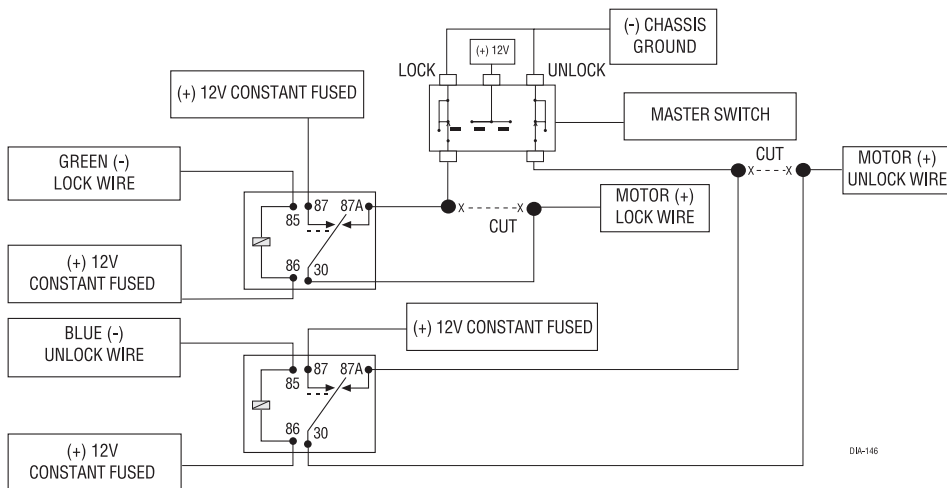 (-) CHASSIS
GROUND
(+) 12V
LOCK
UNLOCK
(+) 12V CONSTANT FUSED
MASTER SWITCH
GREEN (-)
LOCK WIRE
CUT
MOTOR (+)
UNLOCK WIRE
X
X
87
87A
85
X
X
CUT
MOTOR (+)
LOCK WIRE
86
30
(+) 12V
CONSTANT FUSED
BLUE (-)
UNLOCK WIRE
(+) 12V CONSTANT FUSED
87
87A
85
86
30
(+) 12V
CONSTANT FUSED
DIA-146